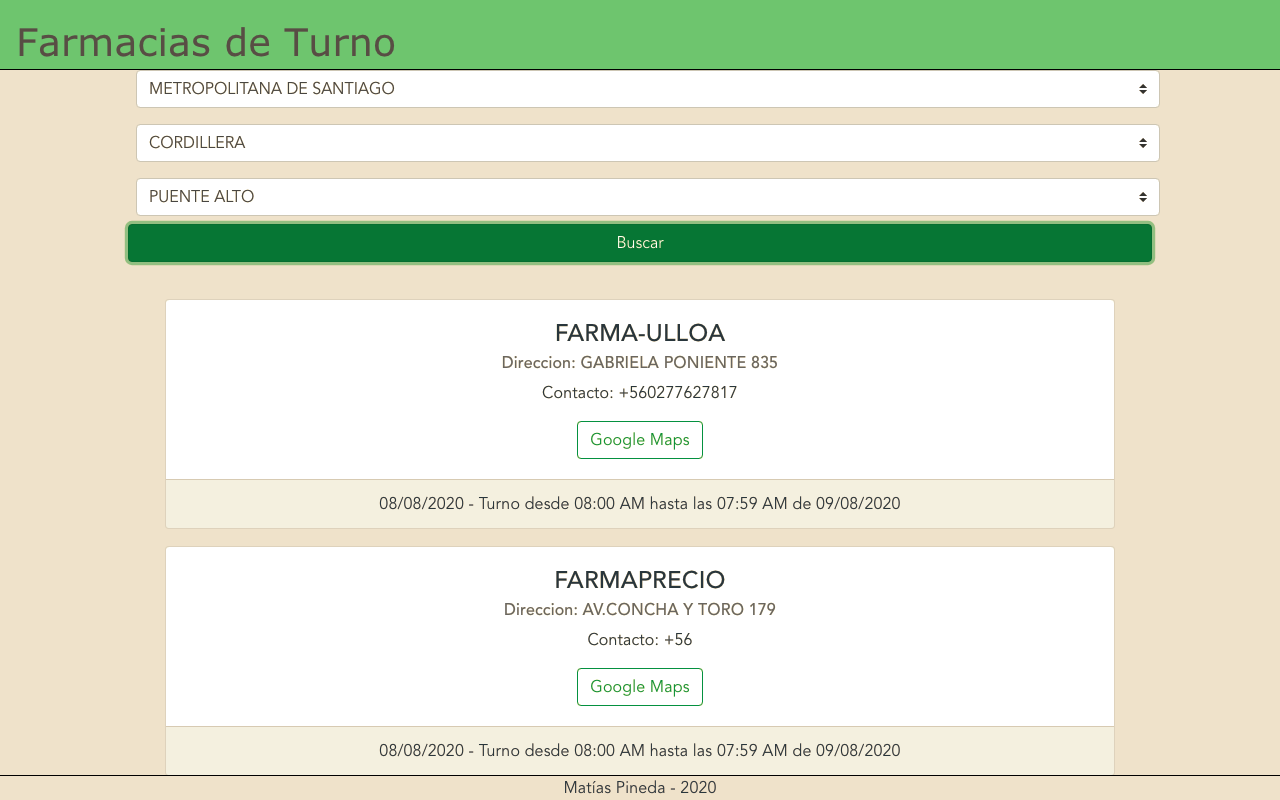 Farmacias de Turno
METROPOLITANA DE SANTIAGO
CORDILLERA
PUENTE ALTO
Buscar
FARMA-ULLOA
Direccion: GABRIELA PONIENTE 835
Contacto: +560277627817
Google Maps
08/08/2020 - Turno desde 08:00 AM hasta las 07:59 AM de 09/08/2020
FARMAPRECIO
Direccion: AV.CONCHA Y TORO 179
Contacto: +56
Google Maps
08/08/2020 - Turno desde 08:00 AM hasta las 07:59 AM de 09/08/2020
Matías Pineda - 2020